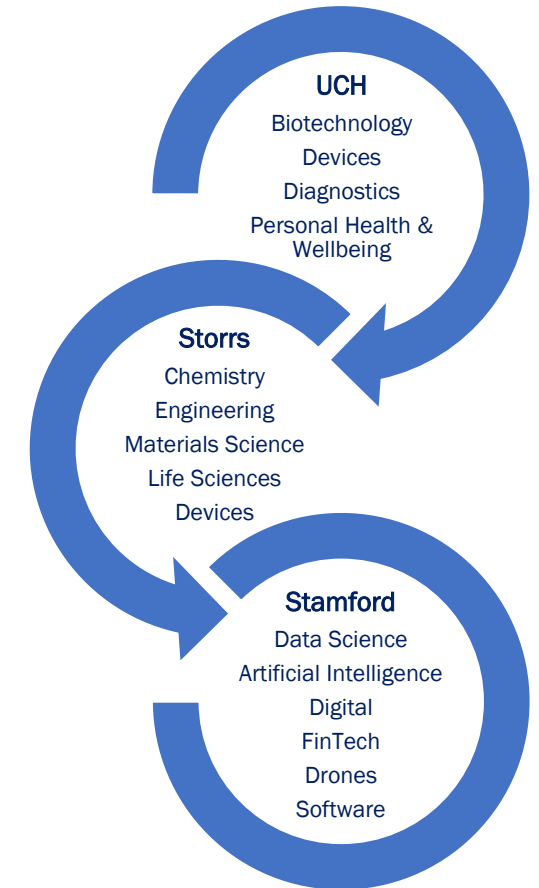 UCH
Biotechnology
Devices
Diagnostics
Personal Health &
Wellbeing
Storrs
Chemistry
Engineering
Materials Science
Life Sciences
Devices
Stamford
Data Science
Artificial Intelligence
Digital
FinTech
Drones
Software